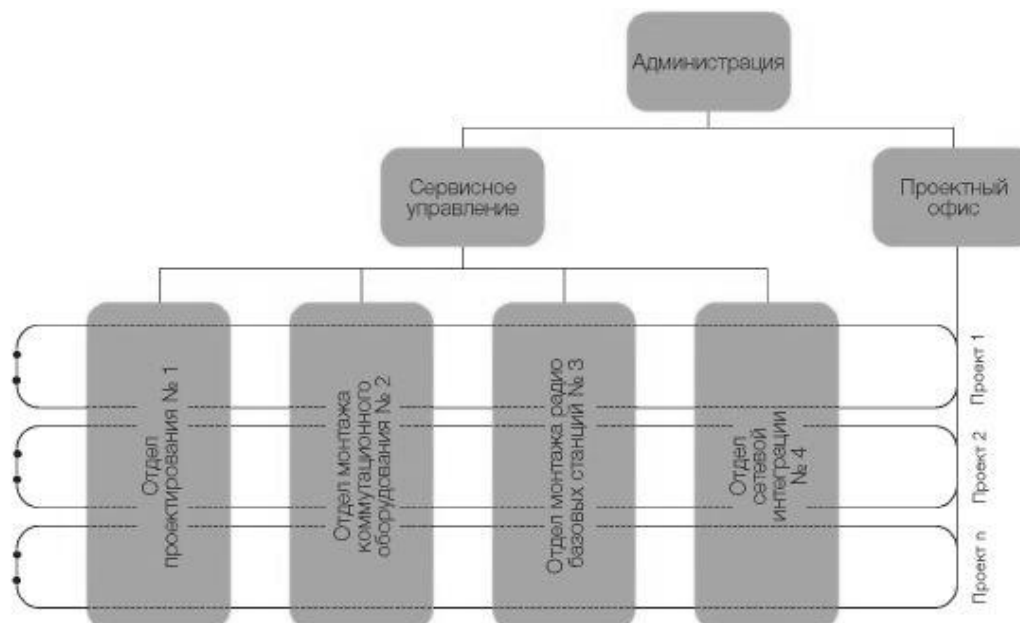 Администрация
Сервисное
управление
Проектный
офис
Отдел
проектирования № 1
Отдел монтажа
коммутационного
оборудования № 2
Отдел монтажа радио
базовых станций № 3
Отдел
сетевой
интеграции
№ 4
Проект 1
Проект 2
Проект n